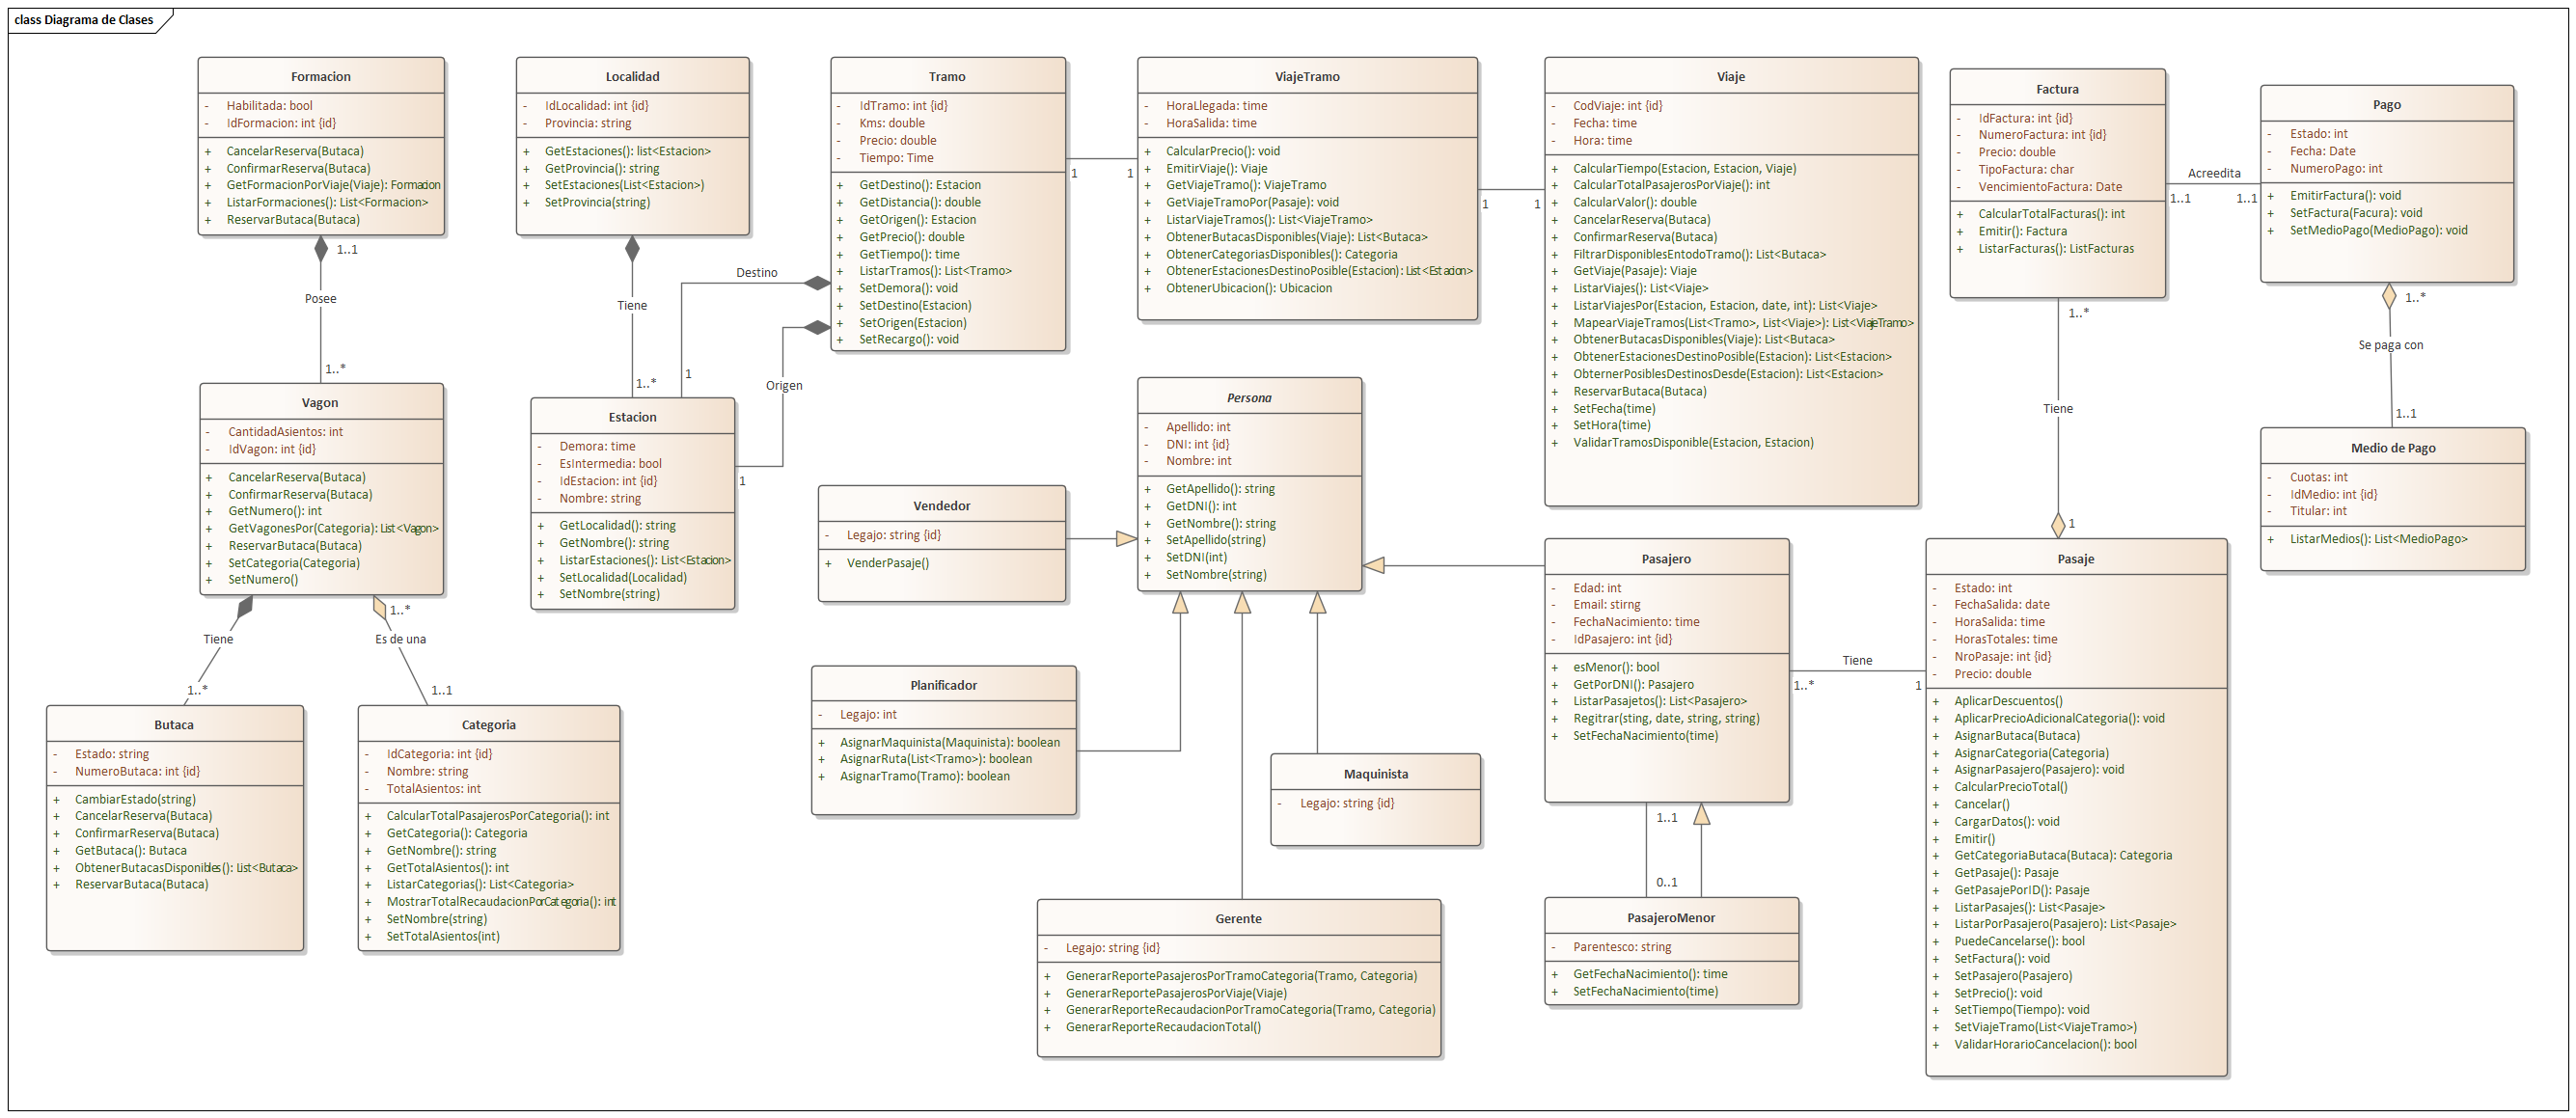 class Diagrama de Clases
Formacion
- Habilitada: bool
- IdFormacion: int {id}
+ CancelarReserva(Butaca)
+ ConfirmarReserva(Butaca)
+ GetFormacionPorViaje(Viaje): Formacion
+ ListarFormaciones(): List<Formacion>
+ ReservarButaca(Butaca)
1..1
Posee
1..*
Vagon
- CantidadAsientos: int
- IdVagon: int {id}
+ CancelarReserva(Butaca)
+ ConfirmarReserva(Butaca)
+ GetNumero(): int
+ GetVagonesPor(Categoria): List<Vagon>
+ ReservarButaca(Butaca)
+ SetCategoria(Categoria)
+ SetNumero()
Tiene
1..*
1..*
Es de una
1..1
Butaca
- Estado: string
- NumeroButaca: int {id}
+ CambiarEstado(string)
+ CancelarReserva(Butaca)
+ ConfirmarReserva(Butaca)
+ GetButaca(): Butaca
+ ObtenerButacasDisponibles(): List<Butaca>
+ ReservarButaca(Butaca)
Categoria
- IdCategoria: int {id}
- Nombre: string
- TotalAsientos: int
+ CalcularTotalPasajerosPorCategoria(): int
+ GetCategoria(): Categoria
+ GetNombre(): string
+ GetTotalAsientos(): int
+ ListarCategorias(): List<Categoria>
+ MostrarTotalRecaudacionPorCategoria(): int
+ SetNombre(string)
+ SetTotalAsientos(int)
Localidad
- IdLocalidad: int {id}
- Provincia: string
+ GetEstaciones(): list<Estacion>
+ GetProvincia(): string
+ SetEstaciones(List<Estacion>)
+ SetProvincia(string)
Tiene
1..*
Estacion
- Demora: time
- EsIntermedia: bool
- IdEstacion: int {id}
- Nombre: string
+ GetLocalidad(): string
+ GetNombre(): string
+ ListarEstaciones(): List<Estacion>
+ SetLocalidad(Localidad)
+ SetNombre(string)
Destino
1
Origen
1
Tramo
- IdTramo: int {id}
- Kms: double
- Precio: double
- Tiempo: Time
+ GetDestino(): Estacion
+ GetDistancia(): double
+ GetOrigen(): Estacion
+ GetPrecio(): double
+ GetTiempo(): time
+ ListarTramos(): List<Tramo>
+ SetDemora(): void
+ SetDestino(Estacion)
+ SetOrigen(Estacion)
+ SetRecargo(): void
1
1
ViajeTramo
- HoraLlegada: time
- HoraSalida: time
+ CalcularPrecio(): void
+ EmitirViaje(): Viaje
+ GetViajeTramo(): ViajeTramo
+ GetViajeTramoPor(Pasaje): void
+ ListarViajeTramos(): List<ViajeTramo>
+ ObtenerButacasDisponibles(Viaje): List<Butaca>
+ ObtenerCategoriasDisponibles(): Categoria
+ ObtenerEstacionesDestinoPosible(Estacion): List<Estacion>
+ ObtenerUbicacion(): Ubicacion
1
1
Viaje
- CodViaje: int {id}
- Fecha: time
- Hora: time
+ CalcularTiempo(Estacion, Estacion, Viaje)
+ CalcularTotalPasajerosPorViaje(): int
+ CalcularValor(): double
+ CancelarReserva(Butaca)
+ ConfirmarReserva(Butaca)
+ FiltrarDisponiblesEntodoTramo(): List<Butaca>
+ GetViaje(Pasaje): Viaje
+ ListarViajes(): List<Viaje>
+ ListarViajesPor(Estacion, Estacion, date, int): List<Viaje>
+ MapearViajeTramos(List<Tramo>, List<Viaje>): List<ViajeTramo>
+ ObtenerButacasDisponibles(Viaje): List<Butaca>
+ ObtenerEstacionesDestinoPosible(Estacion): List<Estacion>
+ ObternerPosiblesDestinosDesde(Estacion): List<Estacion>
+ ReservarButaca(Butaca)
+ SetFecha(time)
+ SetHora(time)
+ ValidarTramosDisponible(Estacion, Estacion)
Factura
- IdFactura: int {id}
- NumeroFactura: int {id}
- Precio: double
- TipoFactura: char
- VencimientoFactura: Date
+ CalcularTotalFacturas(): int
+ Emitir(): Factura
+ ListarFacturas(): ListFacturas
Acreedita
1..1
1..1
Pago
- Estado: int
- Fecha: Date
- NumeroPago: int
+ EmitirFactura(): void
+ SetFactura(Facura): void
+ SetMedioPago(MedioPago): void
1..*
Se paga con
1..1
Medio de Pago
- Cuotas: int
- IdMedio: int {id}
- Titular: int
+ ListarMedios(): List<MedioPago>
1..*
Tiene
1
Persona
- Apellido: int
- DNI: int {id}
- Nombre: int
+ GetApellido(): string
+ GetDNI(): int
+ GetNombre(): string
+ SetApellido(string)
+ SetDNI(int)
+ SetNombre(string)
Vendedor
- Legajo: string {id}
+ VenderPasaje()
Planificador
- Legajo: int
+ AsignarMaquinista(Maquinista): boolean
+ AsignarRuta(List<Tramo>): boolean
+ AsignarTramo(Tramo): boolean
Maquinista
- Legajo: string {id}
Gerente
- Legajo: string {id}
+ GenerarReportePasajerosPorTramoCategoria(Tramo, Categoria)
+ GenerarReportePasajerosPorViaje(Viaje)
+ GenerarReporteRecaudacionPorTramoCategoria(Tramo, Categoria)
+ GenerarReporteRecaudacionTotal()
Pasajero
- Edad: int
- Email: stirng
- FechaNacimiento: time
- IdPasajero: int {id}
+ esMenor(): bool
+ GetPorDNI(): Pasajero
+ ListarPasajetos(): List<Pasajero>
+ Regitrar(sting, date, string, string)
+ SetFechaNacimiento(time)
1..1
0..1
PasajeroMenor
- Parentesco: string
+ GetFechaNacimiento(): time
+ SetFechaNacimiento(time)
Tiene
1..*
1
Pasaje
- Estado: int
- FechaSalida: date
- HoraSalida: time
- HorasTotales: time
- NroPasaje: int {id}
- Precio: double
+ AplicarDescuentos()
+ AplicarPrecioAdicionalCategoria(): void
+ AsignarButaca(Butaca)
+ AsignarCategoria(Categoria)
+ AsignarPasajero(Pasajero): void
+ CalcularPrecioTotal()
+ Cancelar()
+ CargarDatos(): void
+ Emitir()
+ GetCategoriaButaca(Butaca): Categoria
+ GetPasaje(): Pasaje
+ GetPasajePorID(): Pasaje
+ ListarPasajes(): List<Pasaje>
+ ListarPorPasajero(Pasajero): List<Pasaje>
+ PuedeCancelarse(): bool
+ SetFactura(): void
+ SetPasajero(Pasajero)
+ SetPrecio(): void
+ SetTiempo(Tiempo): void
+ SetViajeTramo(List<ViajeTramo>)
+ ValidarHorarioCancelacion(): bool